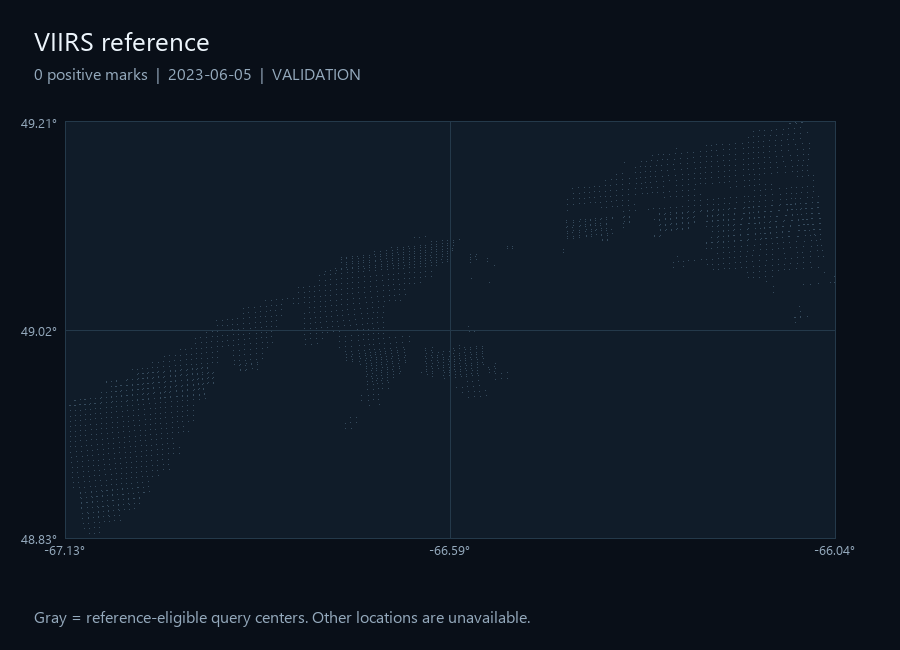 VIIRS reference
0 positive marks | 2023-06-05 | VALIDATION
49.21°
49.02°
48.83°
-67.13°
-66.59°
-66.04°
Gray = reference-eligible query centers. Other locations are unavailable.